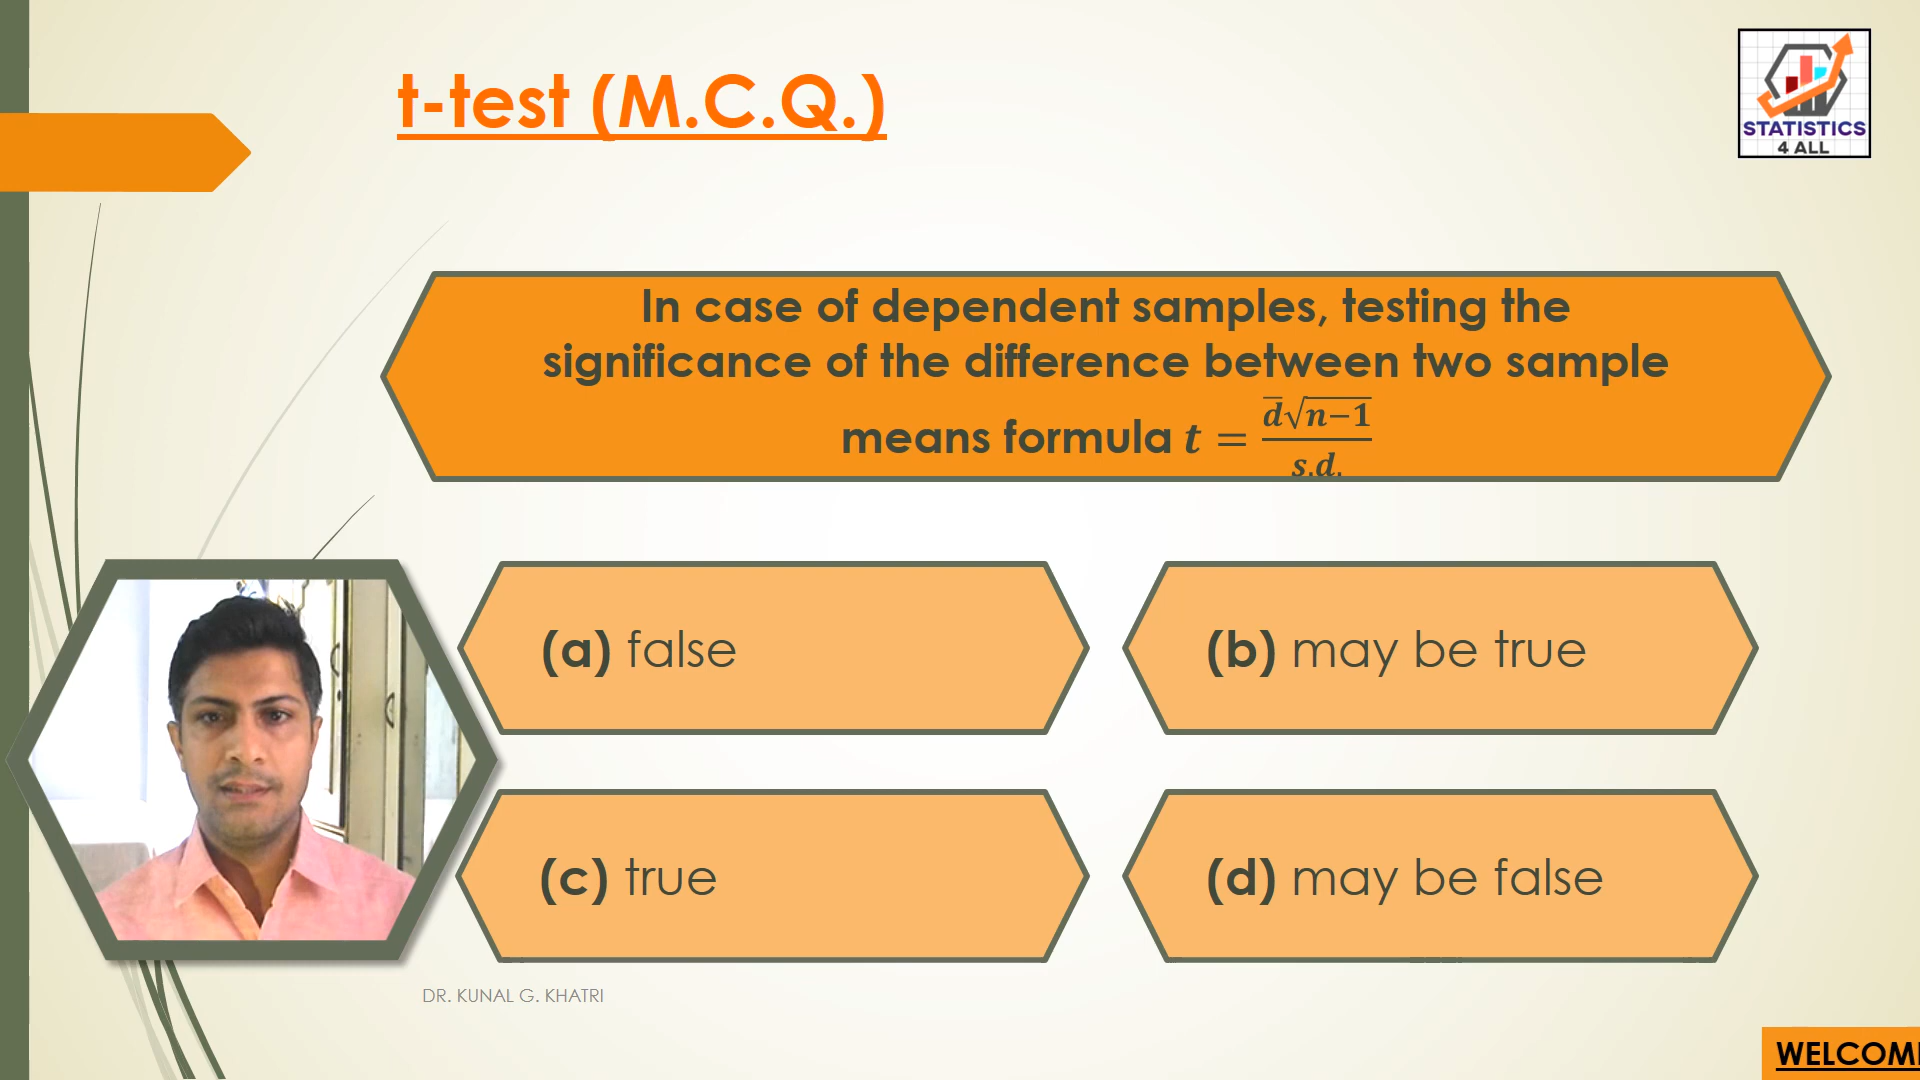 t-test (M.C.Q.)
STATISTICS
4 ALL
In case of dependent samples, testing the
significance of the difference between two sample
means formula t = d̅√n−1 / s.d.
(a) false
(b) may be true
(c) true
(d) may be false
DR. KUNAL G. KHATRI